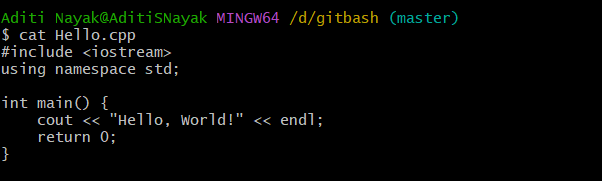 Aditi Nayak@AditiSNayak MINGW64 /d/gitbash (master)
$ cat Hello.cpp
#include <iostream>
using namespace std;

int main() {
    cout << "Hello, World!" << endl;
    return 0;
}